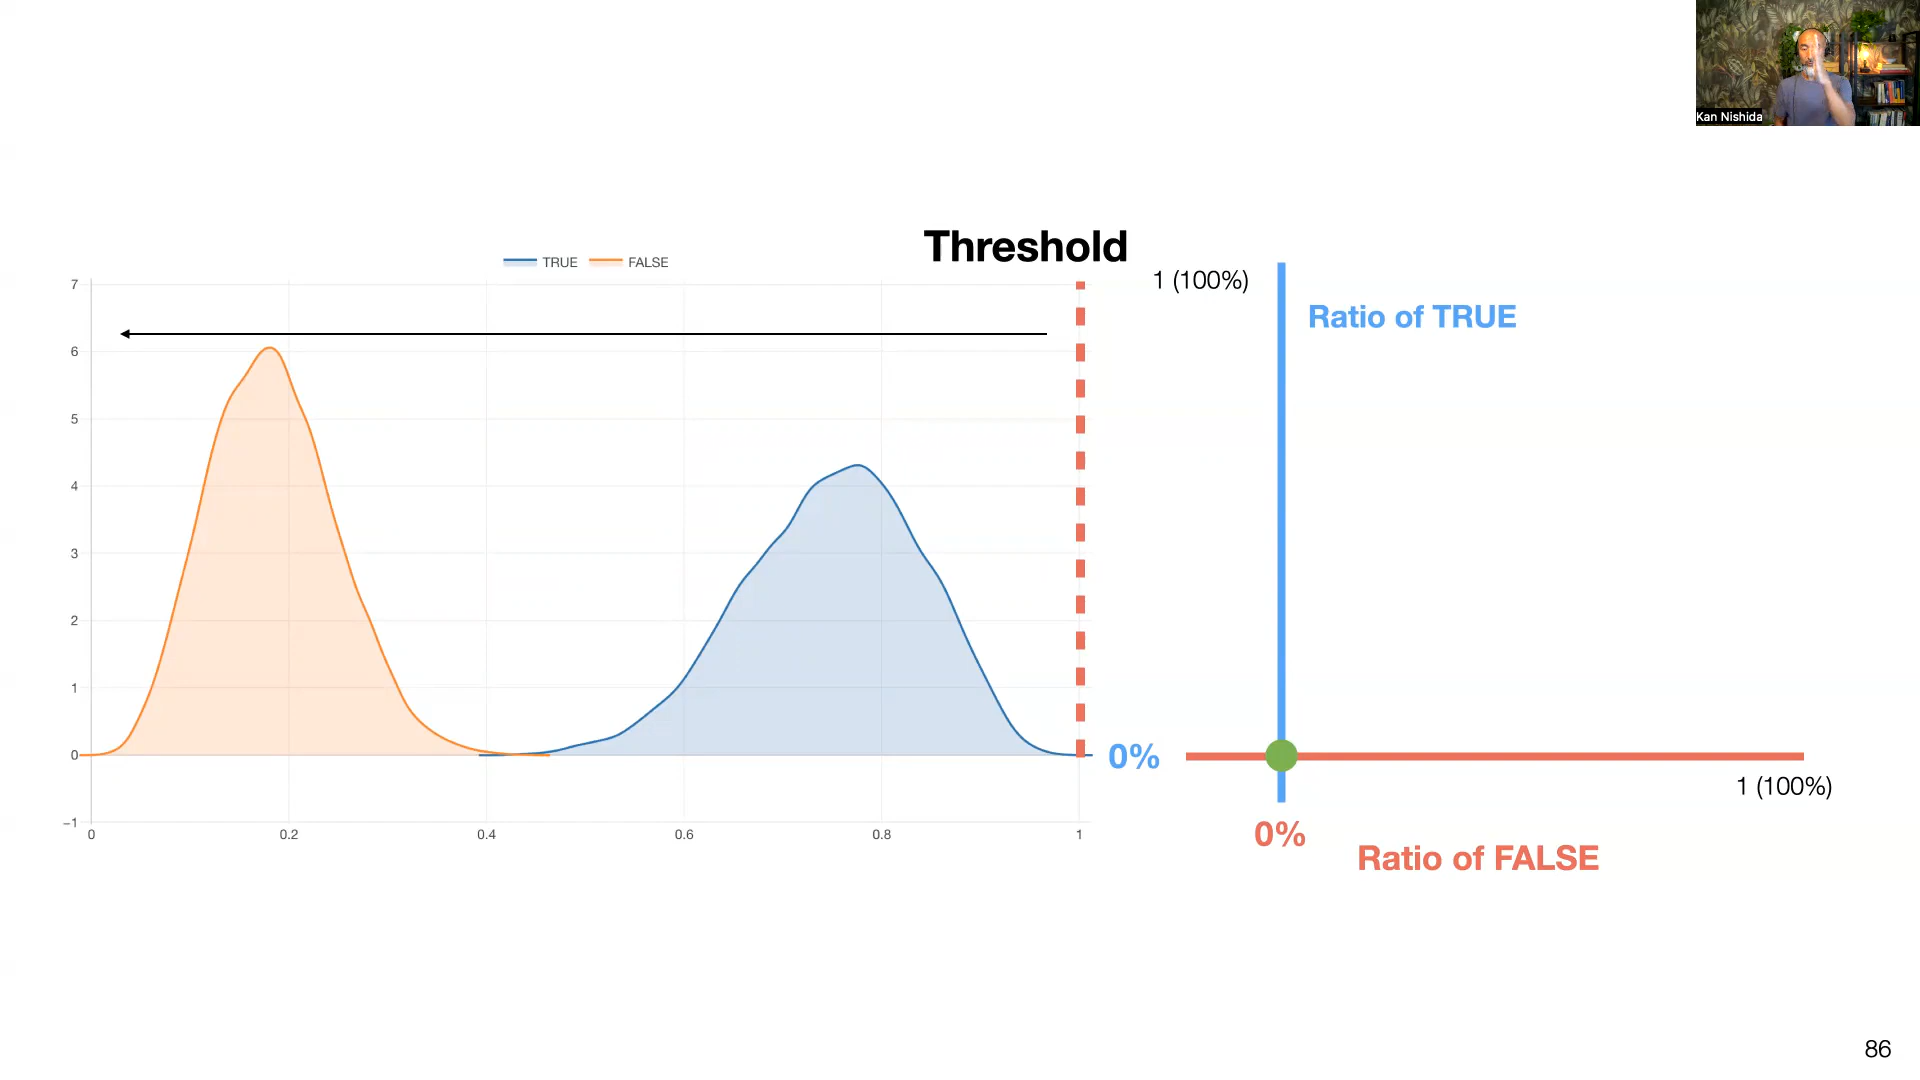 Kan Nishida
Threshold
TRUE FALSE
1 (100%)
Ratio of TRUE
7
6
5
4
3
2
1
0
−1
0 0.2 0.4 0.6 0.8 1
0%
1 (100%)
0%
Ratio of FALSE
86